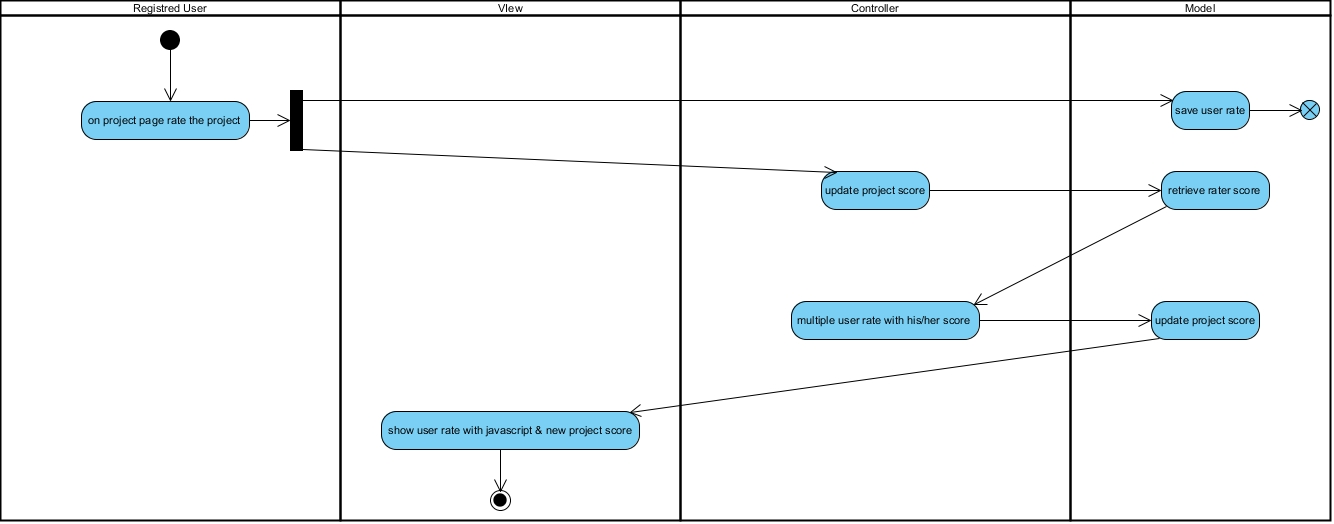 Registred User
VIew
Controller
Model
on project page rate the project
save user rate
update project score
retrieve rater score
multiple user rate with his/her score
update project score
show user rate with javascript & new project score